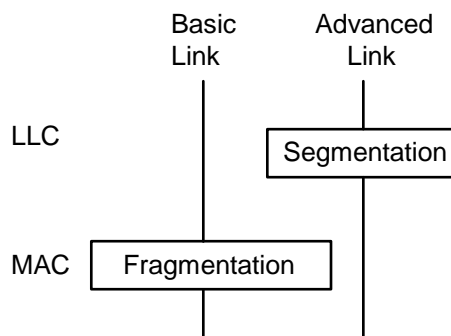 Basic Link
Advanced Link
LLC
Segmentation
MAC
Fragmentation